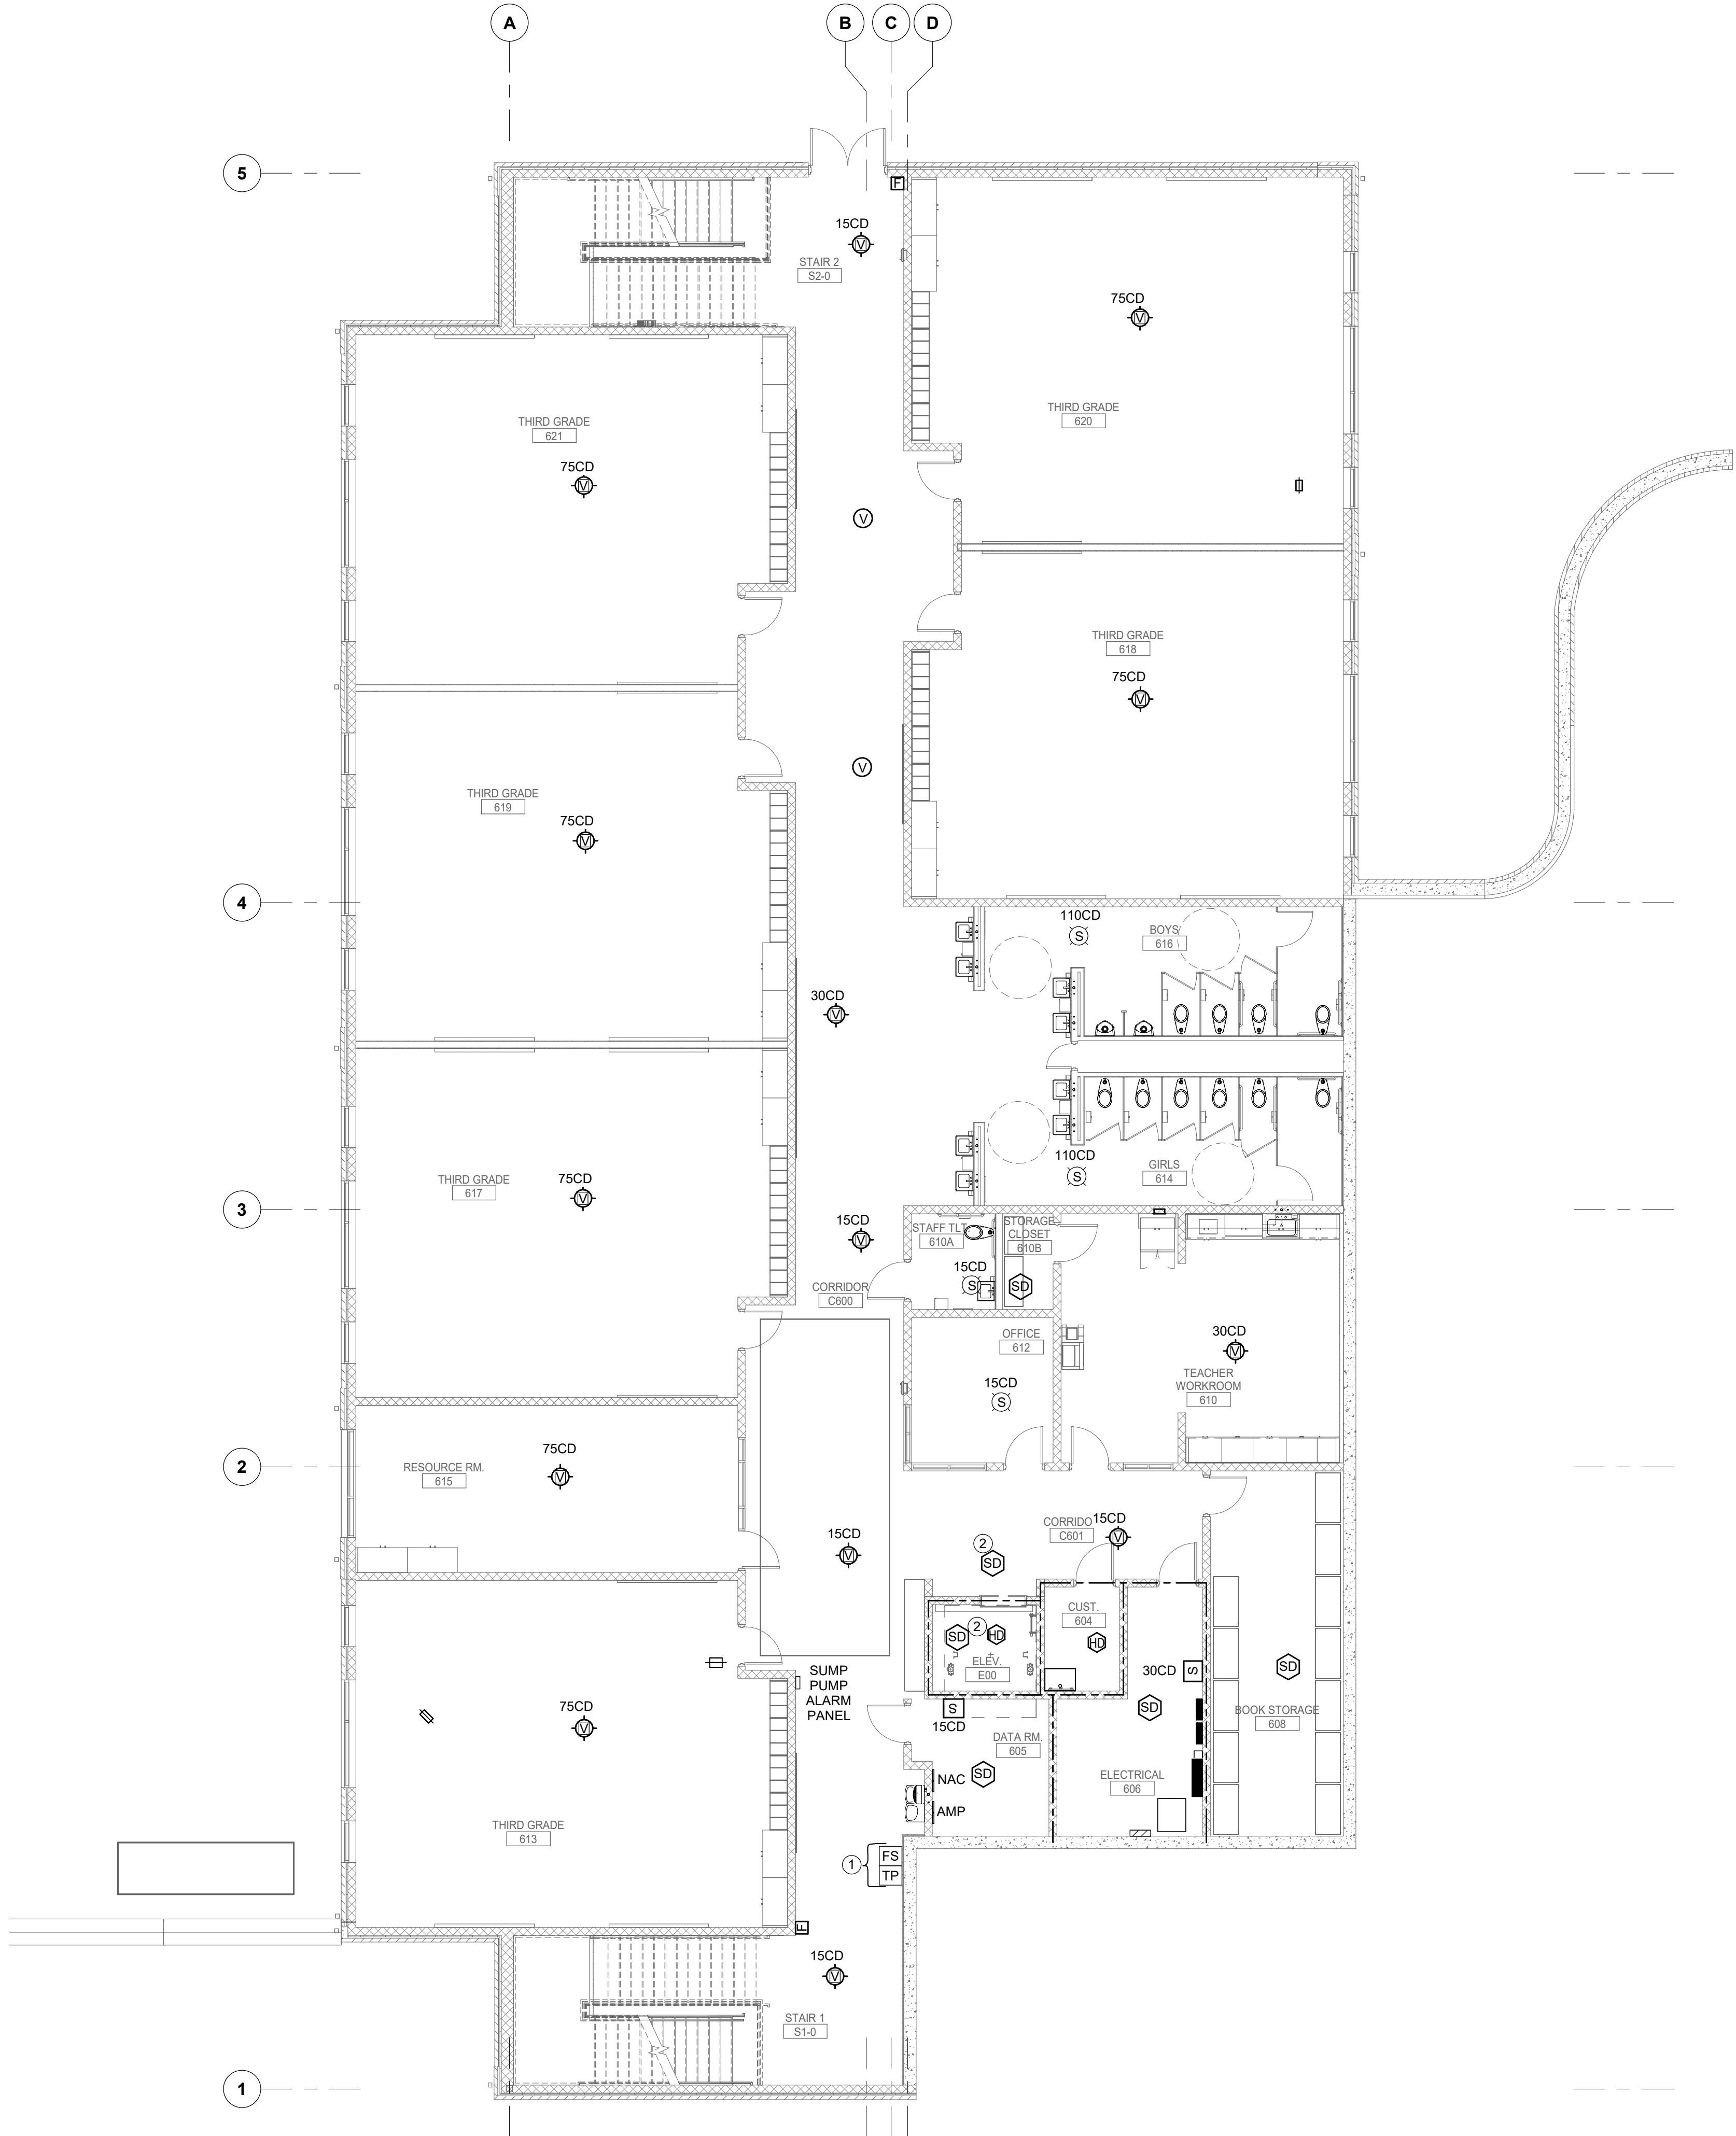 A
B
C
D
5
F
15CD
V
STAIR 2
S2-0
75CD
V
THIRD GRADE
621
THIRD GRADE
620
75CD
V
V
THIRD GRADE
618
75CD
V
V
THIRD GRADE
619
75CD
V
4
110CD
S
BOYS
616
30CD
V
110CD
S
GIRLS
614
THIRD GRADE
617
75CD
V
3
15CD
V
STAFF TLT
610A
STORAGE
CLOSET
610B
15CD
S
SD
CORRIDOR
C600
OFFICE
612
15CD
S
30CD
V
TEACHER
WORKROOM
610
2
RESOURCE RM.
615
75CD
V
15CD
V
CORRIDO
C601
15CD
V
2
SD
CUST.
604
SD
2
HD
HD
ELEV.
E00
SUMP
PUMP
ALARM
PANEL
30CD
S
SD
SD
BOOK STORAGE
608
75CD
V
S
15CD
DATA RM.
605
SD
NAC
AMP
ELECTRICAL
606
THIRD GRADE
613
1
FS
TP
F
15CD
V
STAIR 1
S1-0
1